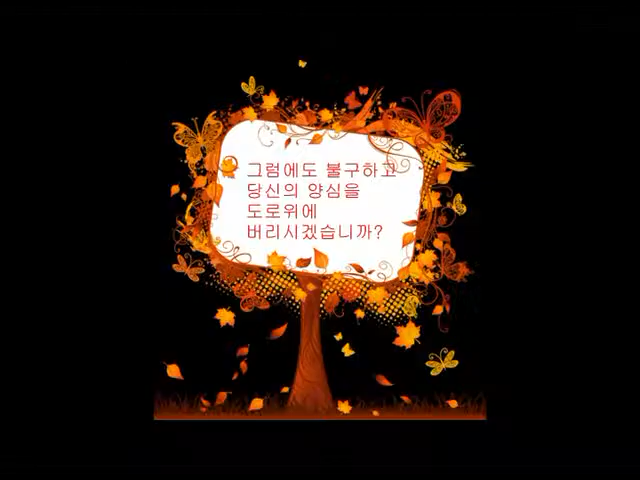 그럼에도 불구하고
당신의 양심을
도로위에
버리시겠습니까?